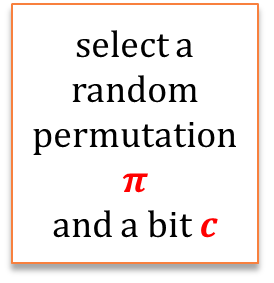 select a
random
permutation
π
and a bit c